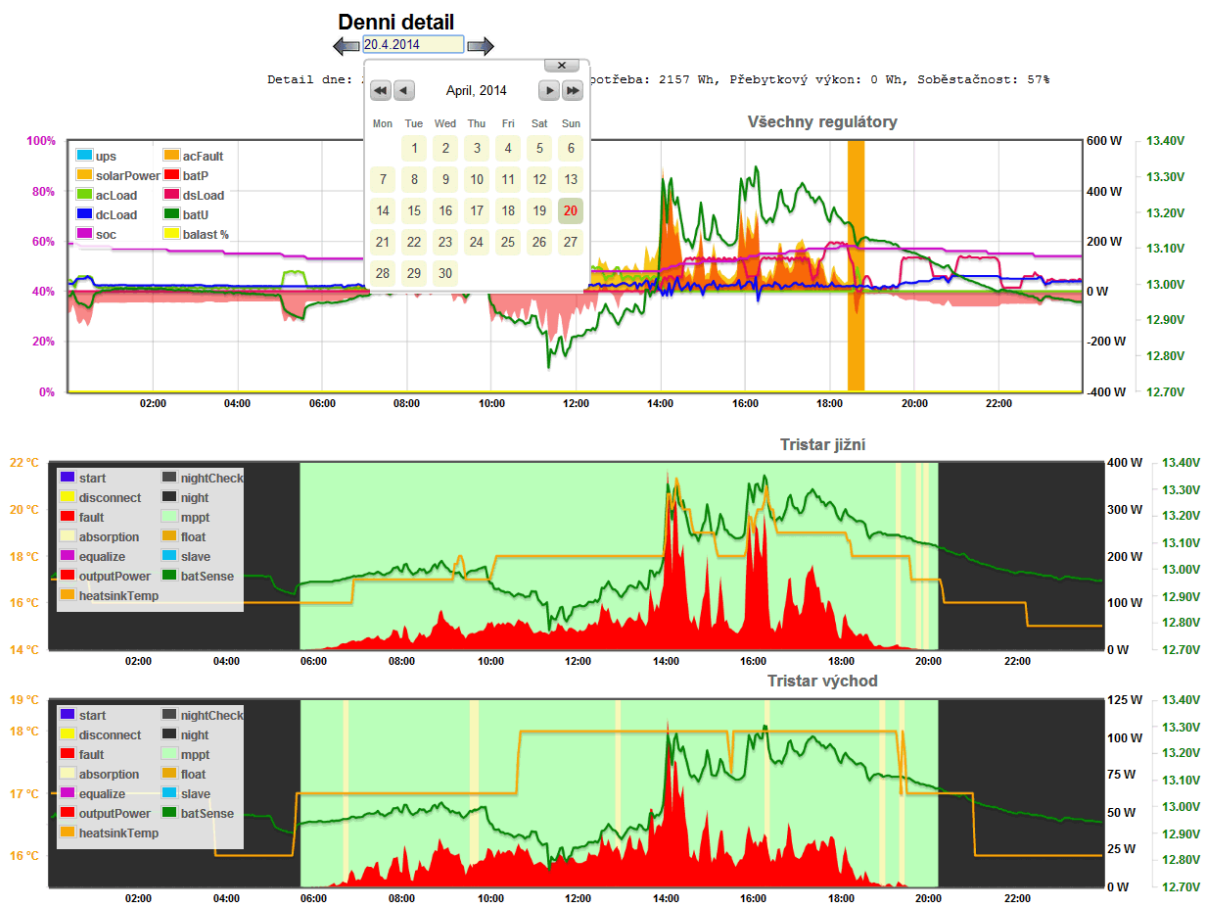 Denni detail
20.4.2014
Detail dne: potřeba: 2157 Wh, Přebytkový výkon: 0 Wh, Soběstačnost: 57%
×
April, 2014
Mon Tue Wed Thu Fri Sat Sun
1 2 3 4 5 6
7 8 9 10 11 12 13
14 15 16 17 18 19 20
21 22 23 24 25 26 27
28 29 30
Všechny regulátory
100% 600 W 13.40V
80% 400 W 13.30V
13.20V
60% 200 W 13.10V
40% 0 W 13.00V
12.90V
20% -200 W 12.80V
0% -400 W 12.70V
ups acFault
solarPower batP
acLoad dsLoad
dcLoad batU
soc balast %
02:00 04:00 06:00 08:00 10:00 12:00 14:00 16:00 18:00 20:00 22:00
Tristar jižni
22 °C 400 W 13.40V
13.30V
20 °C 300 W 13.20V
13.10V
18 °C 200 W 13.00V
16 °C 100 W 12.90V
12.80V
14 °C 0 W 12.70V
start nightCheck
disconnect night
fault mppt
absorption float
equalize slave
outputPower batSense
heatsinkTemp
02:00 04:00 06:00 08:00 10:00 12:00 14:00 16:00 18:00 20:00 22:00
Tristar východ
19 °C 125 W 13.40V
18 °C 100 W 13.30V
13.20V
75 W 13.10V
17 °C 50 W 13.00V
12.90V
16 °C 25 W 12.80V
0 W 12.70V
start nightCheck
disconnect night
fault mppt
absorption float
equalize slave
outputPower batSense
heatsinkTemp
02:00 04:00 06:00 08:00 10:00 12:00 14:00 16:00 18:00 20:00 22:00